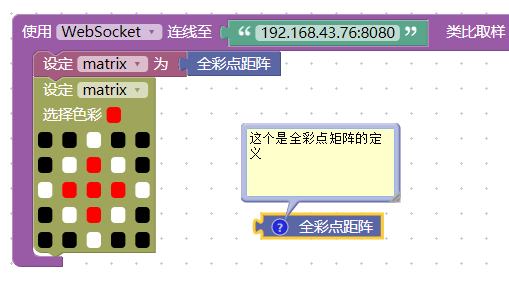 使用 WebSocket 连线至 “ 192.168.43.76:8080 ” 类比取样
设定 matrix 为 全彩点距阵
设定 matrix
选择色彩
这个是全彩点矩阵的定
义
? 全彩点距阵